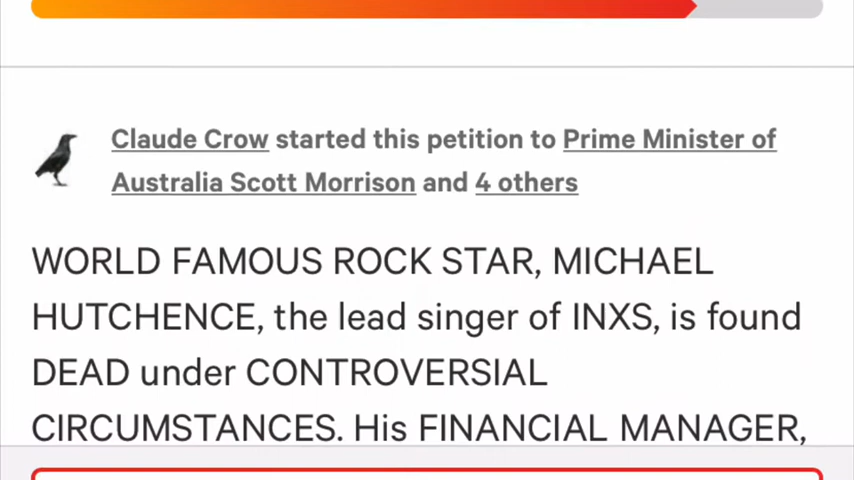 Claude Crow started this petition to Prime Minister of
Australia Scott Morrison and 4 others
WORLD FAMOUS ROCK STAR, MICHAEL
HUTCHENCE, the lead singer of INXS, is found
DEAD under CONTROVERSIAL
CIRCUMSTANCES. His FINANCIAL MANAGER,